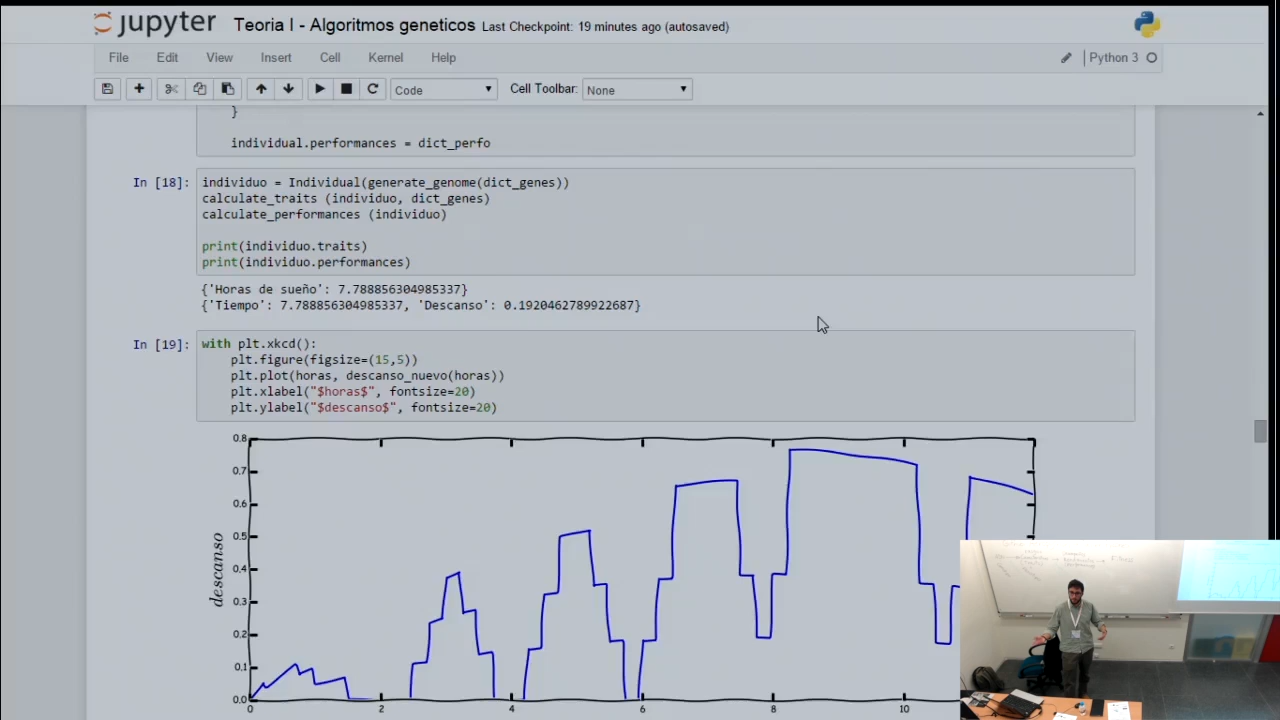 jupyter Teoria I - Algoritmos geneticos Last Checkpoint: 19 minutes ago (autosaved)
File Edit View Insert Cell Kernel Help Python 3
Code Cell Toolbar: None
}
individual.performances = dict_perfo
In [18]: individuo = Individual(generate_genome(dict_genes))
calculate_traits (individuo, dict_genes)
calculate_performances (individuo)
print(individuo.traits)
print(individuo.performances)
{'Horas de sueño': 7.788856304985337}
{'Tiempo': 7.788856304985337, 'Descanso': 0.1920462789922687}
In [19]: with plt.xkcd():
plt.figure(figsize=(15,5))
plt.plot(horas, descanso_nuevo(horas))
plt.xlabel("$horas$", fontsize=20)
plt.ylabel("$descanso$", fontsize=20)
0.8
0.7
0.6
0.5
0.4
0.3
0.2
0.1
0.0
descanso
0 2 4 6 8 10